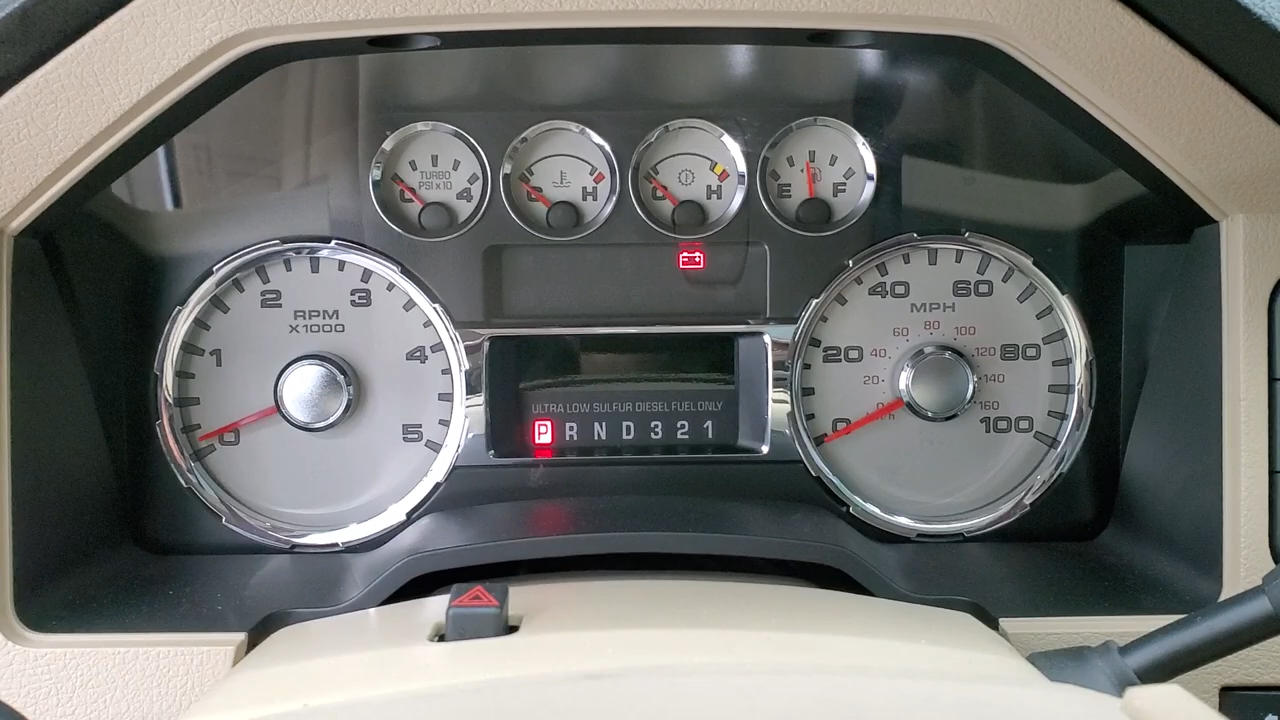 TURBO
PSI x 10
0 4
C H
C H
E F
RPM
X1000
0 1 2 3 4 5
MPH
0 20 40 60 80 100
20 40 60 80 100 120 140 160
ULTRA LOW SULFUR DIESEL FUEL ONLY
P R N D 3 2 1